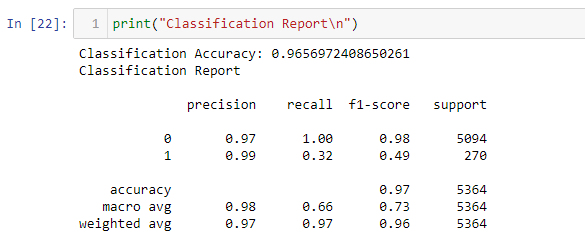 In [22]: 1 print("Classification Report\n")
Classification Accuracy: 0.9656972408650261
Classification Report
precision recall f1-score support
0 0.97 1.00 0.98 5094
1 0.99 0.32 0.49 270
accuracy 0.97 5364
macro avg 0.98 0.66 0.73 5364
weighted avg 0.97 0.97 0.96 5364